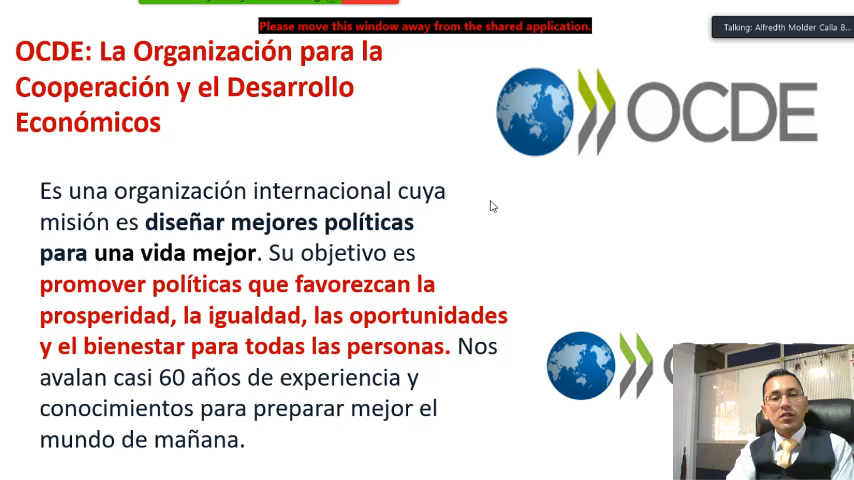 Please move this window away from the shared application.
Talking: Alfredth Molder Calla B...
OCDE: La Organización para la
Cooperación y el Desarrollo
Económicos
OCDE
Es una organización internacional cuya
misión es diseñar mejores políticas
para una vida mejor. Su objetivo es
promover políticas que favorezcan la
prosperidad, la igualdad, las oportunidades
y el bienestar para todas las personas. Nos
avalan casi 60 años de experiencia y
conocimientos para preparar mejor el
mundo de mañana.